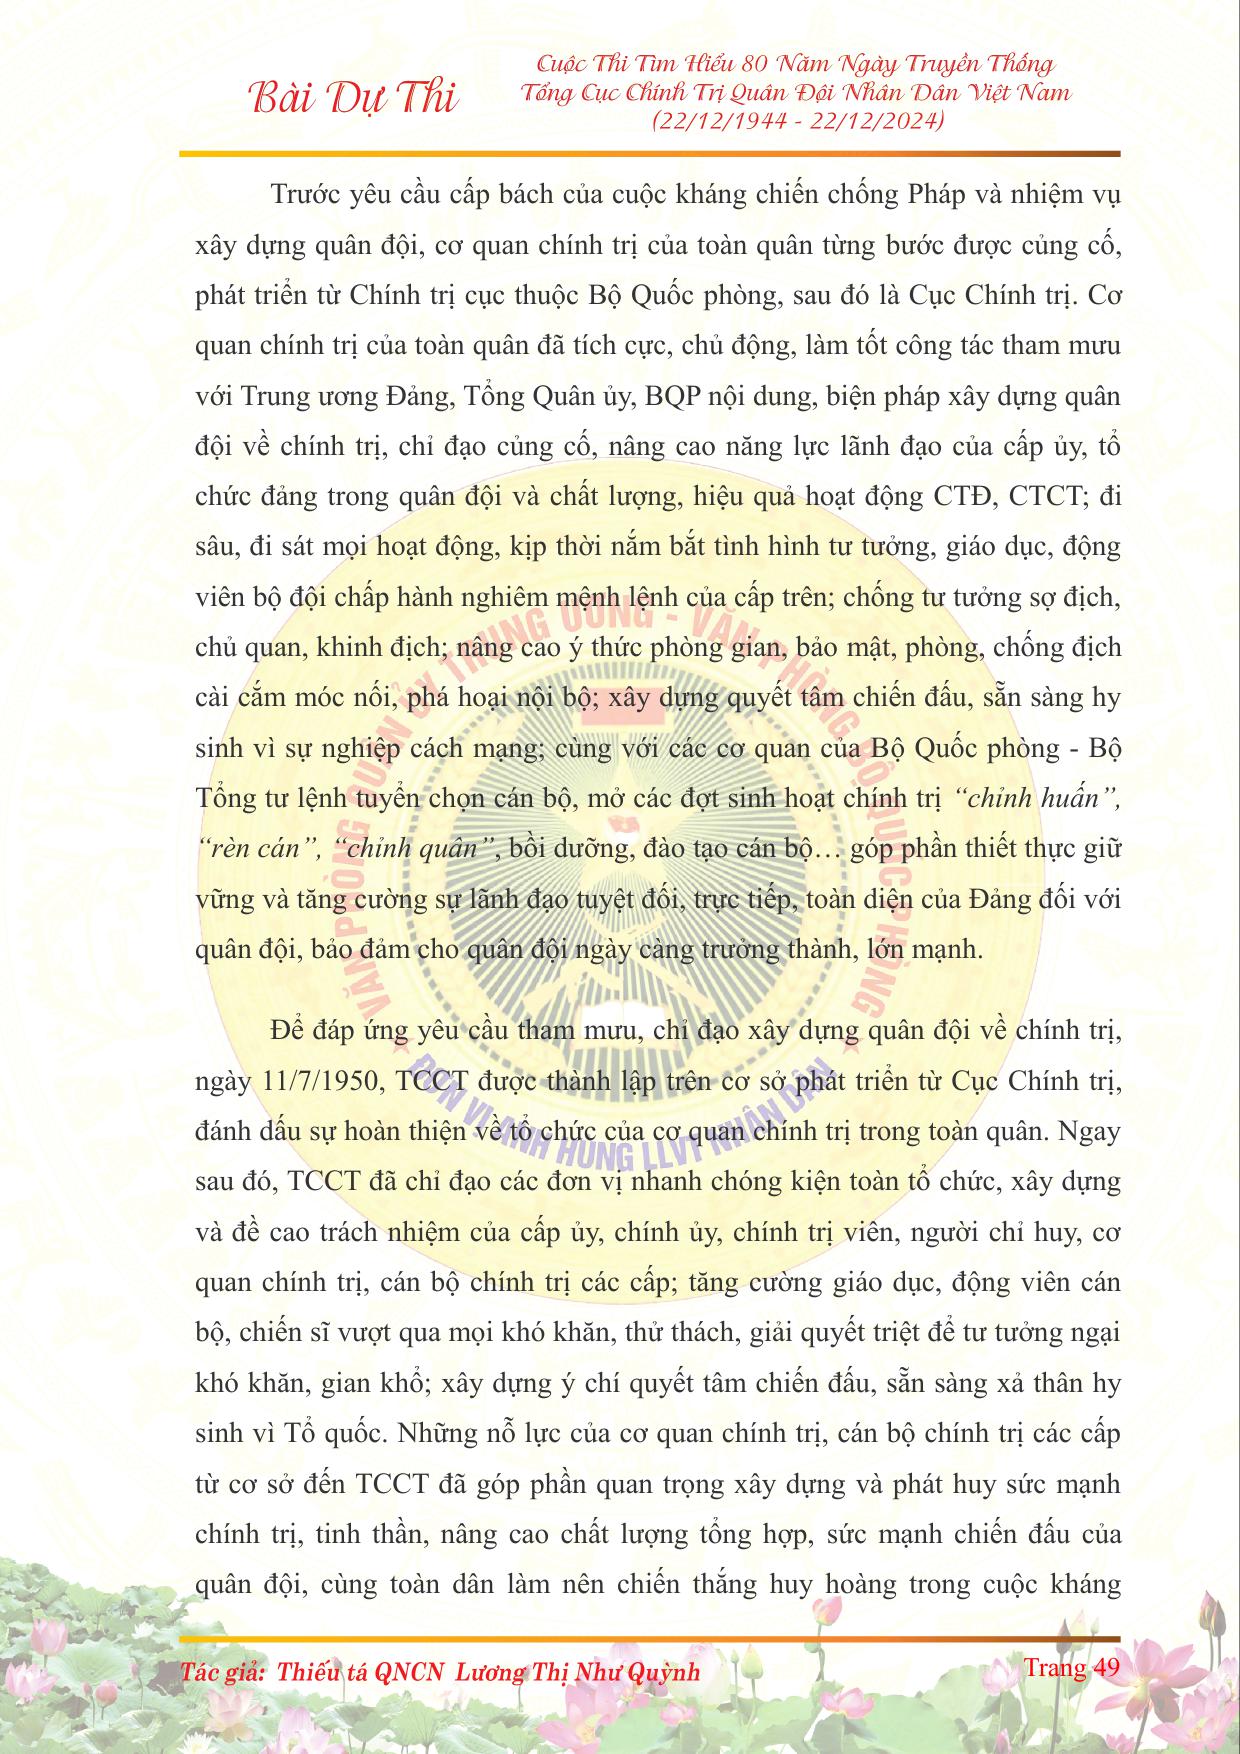 Bài Dự Thi
Cuộc Thi Tìm Hiểu 80 Năm Ngày Truyền Thống
Tổng Cục Chính Trị Quân Đội Nhân Dân Việt Nam
(22/12/1944 - 22/12/2024)
Trước yêu cầu cấp bách của cuộc kháng chiến chống Pháp và nhiệm vụ
xây dựng quân đội, cơ quan chính trị của toàn quân từng bước được củng cố,
phát triển từ Chính trị cục thuộc Bộ Quốc phòng, sau đó là Cục Chính trị. Cơ
quan chính trị của toàn quân đã tích cực, chủ động, làm tốt công tác tham mưu
với Trung ương Đảng, Tổng Quân ủy, BQP nội dung, biện pháp xây dựng quân
đội về chính trị, chỉ đạo củng cố, nâng cao năng lực lãnh đạo của cấp ủy, tổ
chức đảng trong quân đội và chất lượng, hiệu quả hoạt động CTĐ, CTCT; đi
sâu, đi sát mọi hoạt động, kịp thời nắm bắt tình hình tư tưởng, giáo dục, động
viên bộ đội chấp hành nghiêm mệnh lệnh của cấp trên; chống tư tưởng sợ địch,
chủ quan, khinh địch; nâng cao ý thức phòng gian, bảo mật, phòng, chống địch
cài cắm móc nối, phá hoại nội bộ; xây dựng quyết tâm chiến đấu, sẵn sàng hy
sinh vì sự nghiệp cách mạng; cùng với các cơ quan của Bộ Quốc phòng - Bộ
Tổng tư lệnh tuyển chọn cán bộ, mở các đợt sinh hoạt chính trị “chỉnh huấn”,
“rèn cán”, “chỉnh quân”, bồi dưỡng, đào tạo cán bộ… góp phần thiết thực giữ
vững và tăng cường sự lãnh đạo tuyệt đối, trực tiếp, toàn diện của Đảng đối với
quân đội, bảo đảm cho quân đội ngày càng trưởng thành, lớn mạnh.
Để đáp ứng yêu cầu tham mưu, chỉ đạo xây dựng quân đội về chính trị,
ngày 11/7/1950, TCCT được thành lập trên cơ sở phát triển từ Cục Chính trị,
đánh dấu sự hoàn thiện về tổ chức của cơ quan chính trị trong toàn quân. Ngay
sau đó, TCCT đã chỉ đạo các đơn vị nhanh chóng kiện toàn tổ chức, xây dựng
và đề cao trách nhiệm của cấp ủy, chính ủy, chính trị viên, người chỉ huy, cơ
quan chính trị, cán bộ chính trị các cấp; tăng cường giáo dục, động viên cán
bộ, chiến sĩ vượt qua mọi khó khăn, thử thách, giải quyết triệt để tư tưởng ngại
khó khăn, gian khổ; xây dựng ý chí quyết tâm chiến đấu, sẵn sàng xả thân hy
sinh vì Tổ quốc. Những nỗ lực của cơ quan chính trị, cán bộ chính trị các cấp
từ cơ sở đến TCCT đã góp phần quan trọng xây dựng và phát huy sức mạnh
chính trị, tinh thần, nâng cao chất lượng tổng hợp, sức mạnh chiến đấu của
quân đội, cùng toàn dân làm nên chiến thắng huy hoàng trong cuộc kháng
VĂN PHÒNG QUÂN ỦY TRUNG ƯƠNG - VĂN PHÒNG BỘ QUỐC PHÒNG
ĐƠN VỊ ANH HÙNG LLVT NHÂN DÂN
Tác giả: Thiếu tá QNCN Lương Thị Như Quỳnh
Trang 49